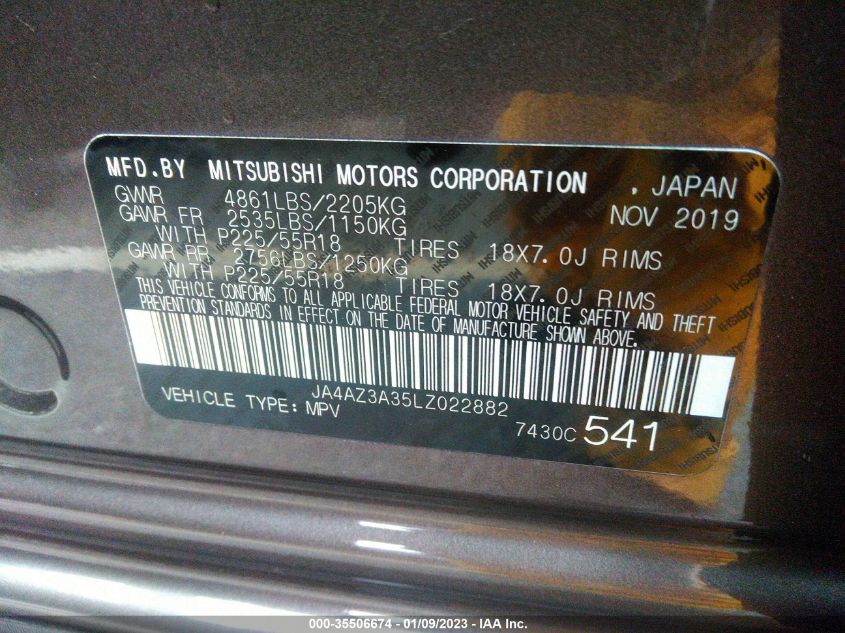 MFD.BY MITSUBISHI MOTORS CORPORATION , JAPAN
GVWR 4861LBS/2205KG NOV 2019
GAWR FR 2535LBS/1150KG
WITH P225/55R18 TIRES 18X7.0J RIMS
GAWR RR 2756LBS/1250KG
WITH P225/55R18 TIRES 18X7.0J RIMS
THIS VEHICLE CONFORMS TO ALL APPLICABLE FEDERAL MOTOR VEHICLE SAFETY AND THEFT
PREVENTION STANDARDS IN EFFECT ON THE DATE OF MANUFACTURE SHOWN ABOVE.
JA4AZ3A35LZ022882
VEHICLE TYPE: MPV
7430C 541
000-35506674 - 01/09/2023 - IAA Inc.